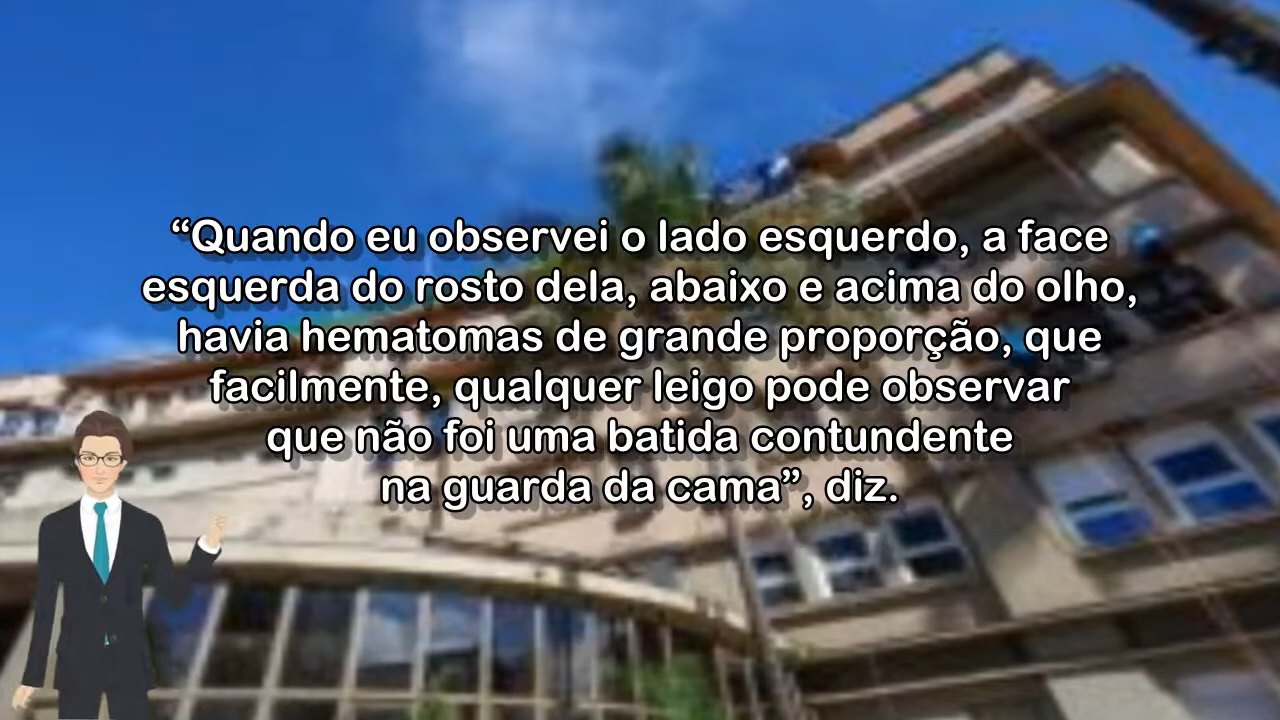 “Quando eu observei o lado esquerdo, a face
esquerda do rosto dela, abaixo e acima do olho,
havia hematomas de grande proporção, que
facilmente, qualquer leigo pode observar
que não foi uma batida contundente
na guarda da cama”, diz.